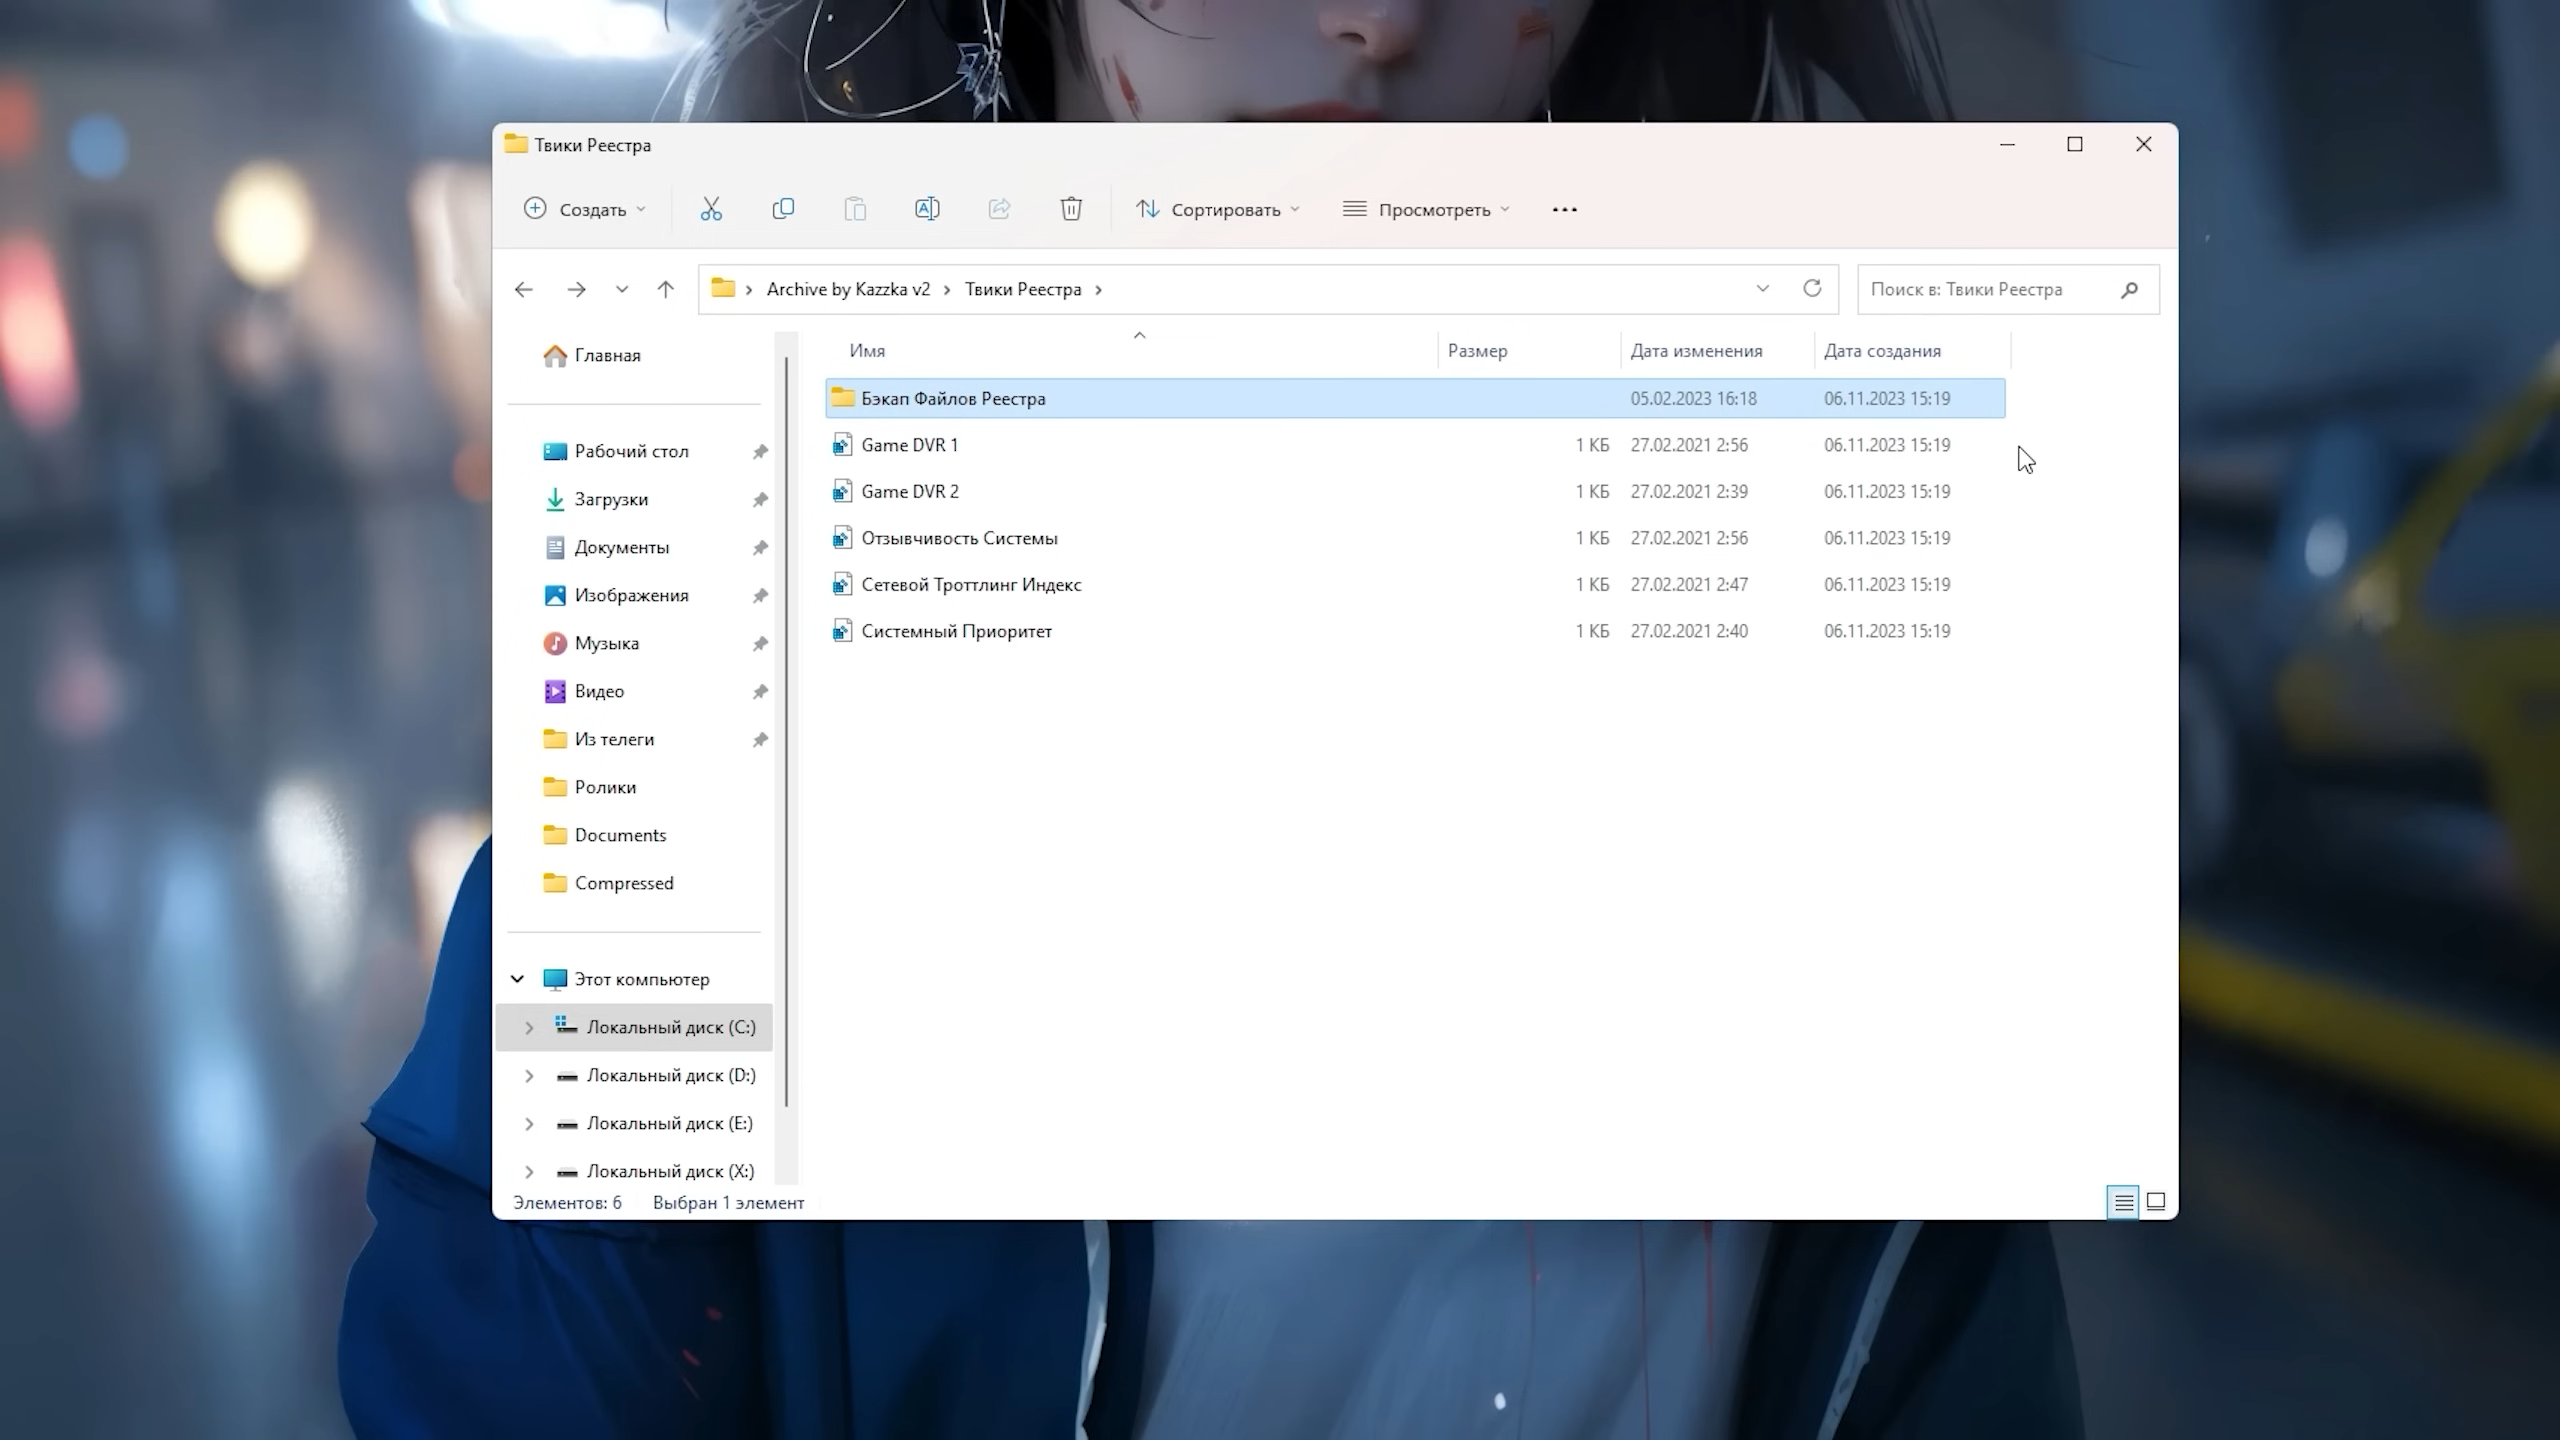 Твики Реестра
Создать
Сортировать
Просмотреть
Archive by Kazzka v2
Твики Реестра
Поиск в: Твики Реестра
Имя Размер Дата изменения Дата создания
Бэкап Файлов Реестра 05.02.2023 16:18 06.11.2023 15:19
Game DVR 1 1 КБ 27.02.2021 2:56 06.11.2023 15:19
Game DVR 2 1 КБ 27.02.2021 2:39 06.11.2023 15:19
Отзывчивость Системы 1 КБ 27.02.2021 2:56 06.11.2023 15:19
Сетевой Троттлинг Индекс 1 КБ 27.02.2021 2:47 06.11.2023 15:19
Системный Приоритет 1 КБ 27.02.2021 2:40 06.11.2023 15:19
Главная
Рабочий стол
Загрузки
Документы
Изображения
Музыка
Видео
Из телеги
Ролики
Documents
Compressed
Этот компьютер
Локальный диск (C:)
Локальный диск (D:)
Локальный диск (E:)
Локальный диск (X:)
Элементов: 6 Выбран 1 элемент